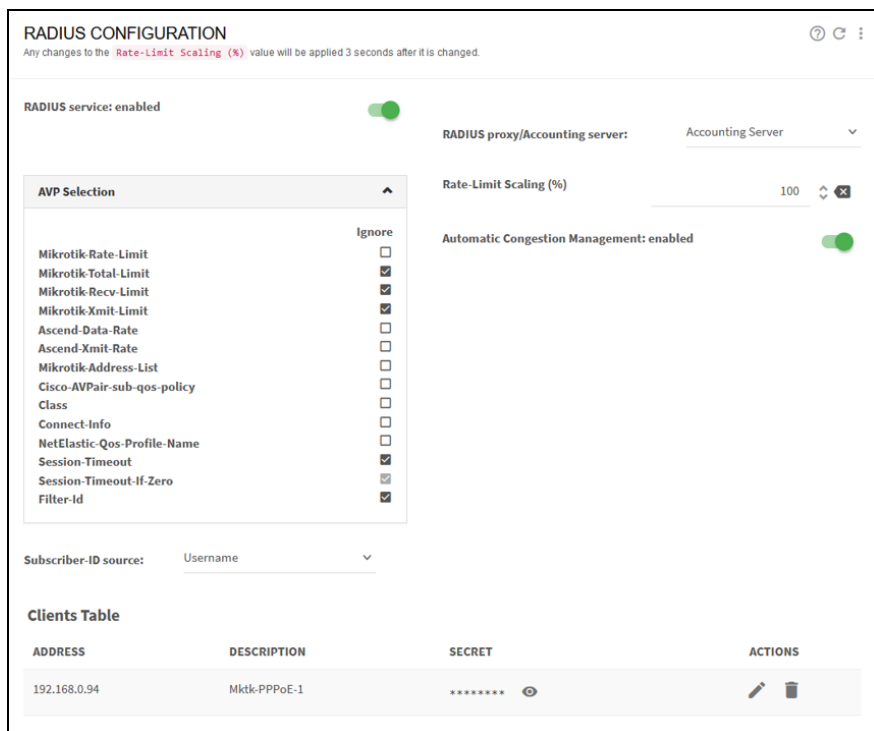 RADIUS CONFIGURATION
Any changes to the Rate-Limit Scaling (%) value will be applied 3 seconds after it is changed.
RADIUS service: enabled
RADIUS proxy/Accounting server: Accounting Server
AVP Selection
Rate-Limit Scaling (%) 100
Automatic Congestion Management: enabled
Ignore
Mikrotik-Rate-Limit
Mikrotik-Total-Limit
Mikrotik-Recv-Limit
Mikrotik-Xmit-Limit
Ascend-Data-Rate
Ascend-Xmit-Rate
Mikrotik-Address-List
Cisco-AVPair-sub-qos-policy
Class
Connect-Info
NetElastic-Qos-Profile-Name
Session-Timeout
Session-Timeout-If-Zero
Filter-Id
Subscriber-ID source: Username
Clients Table
ADDRESS DESCRIPTION SECRET ACTIONS
192.168.0.94 Mktk-PPPoE-1 ********